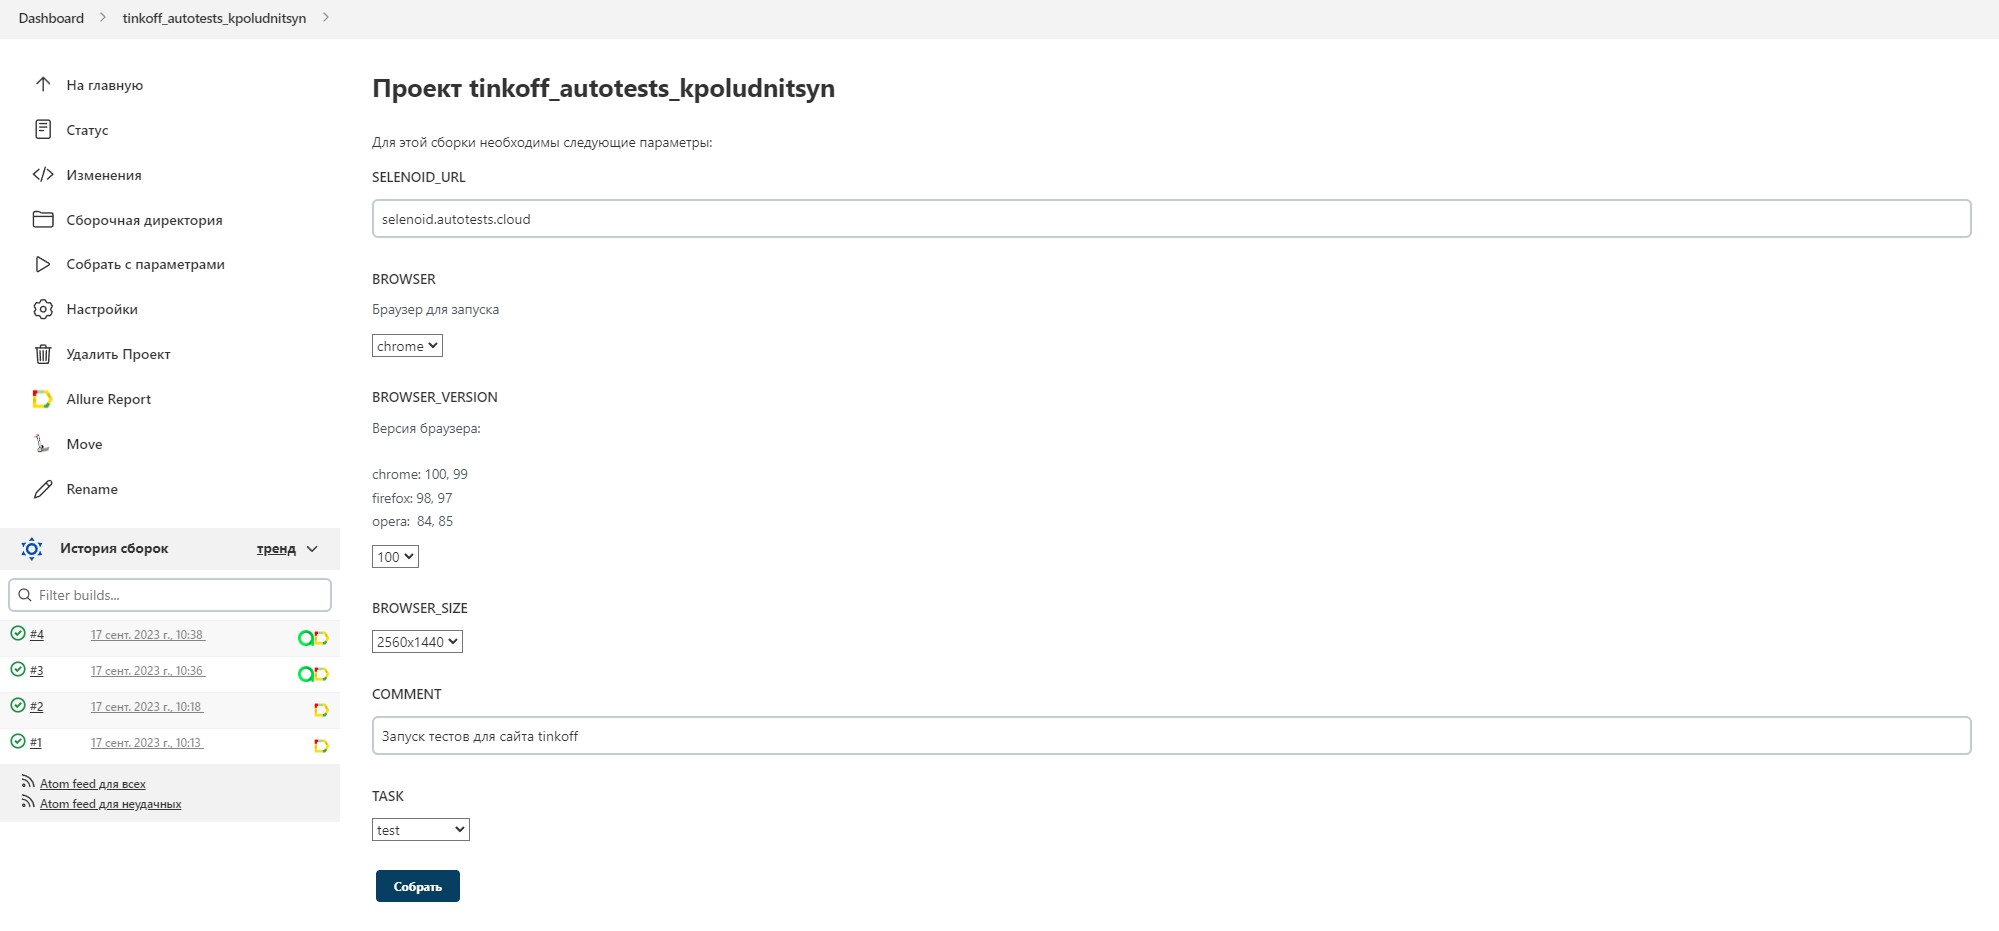 Dashboard
tinkoff_autotests_kpoludnitsyn
На главную
Статус
Изменения
Сборочная директория
Собрать с параметрами
Настройки
Удалить Проект
Allure Report
Move
Rename
История сборок
тренд
Filter builds...
#4 17 сент. 2023 г., 10:38
#3 17 сент. 2023 г., 10:36
#2 17 сент. 2023 г., 10:18
#1 17 сент. 2023 г., 10:13
Atom feed для всех
Atom feed для неудачных
Проект tinkoff_autotests_kpoludnitsyn
Для этой сборки необходимы следующие параметры:
SELENOID_URL
selenoid.autotests.cloud
BROWSER
Браузер для запуска
chrome
BROWSER_VERSION
Версия браузера:
chrome: 100, 99
firefox: 98, 97
opera: 84, 85
100
BROWSER_SIZE
2560x1440
COMMENT
Запуск тестов для сайта tinkoff
TASK
test
Собрать